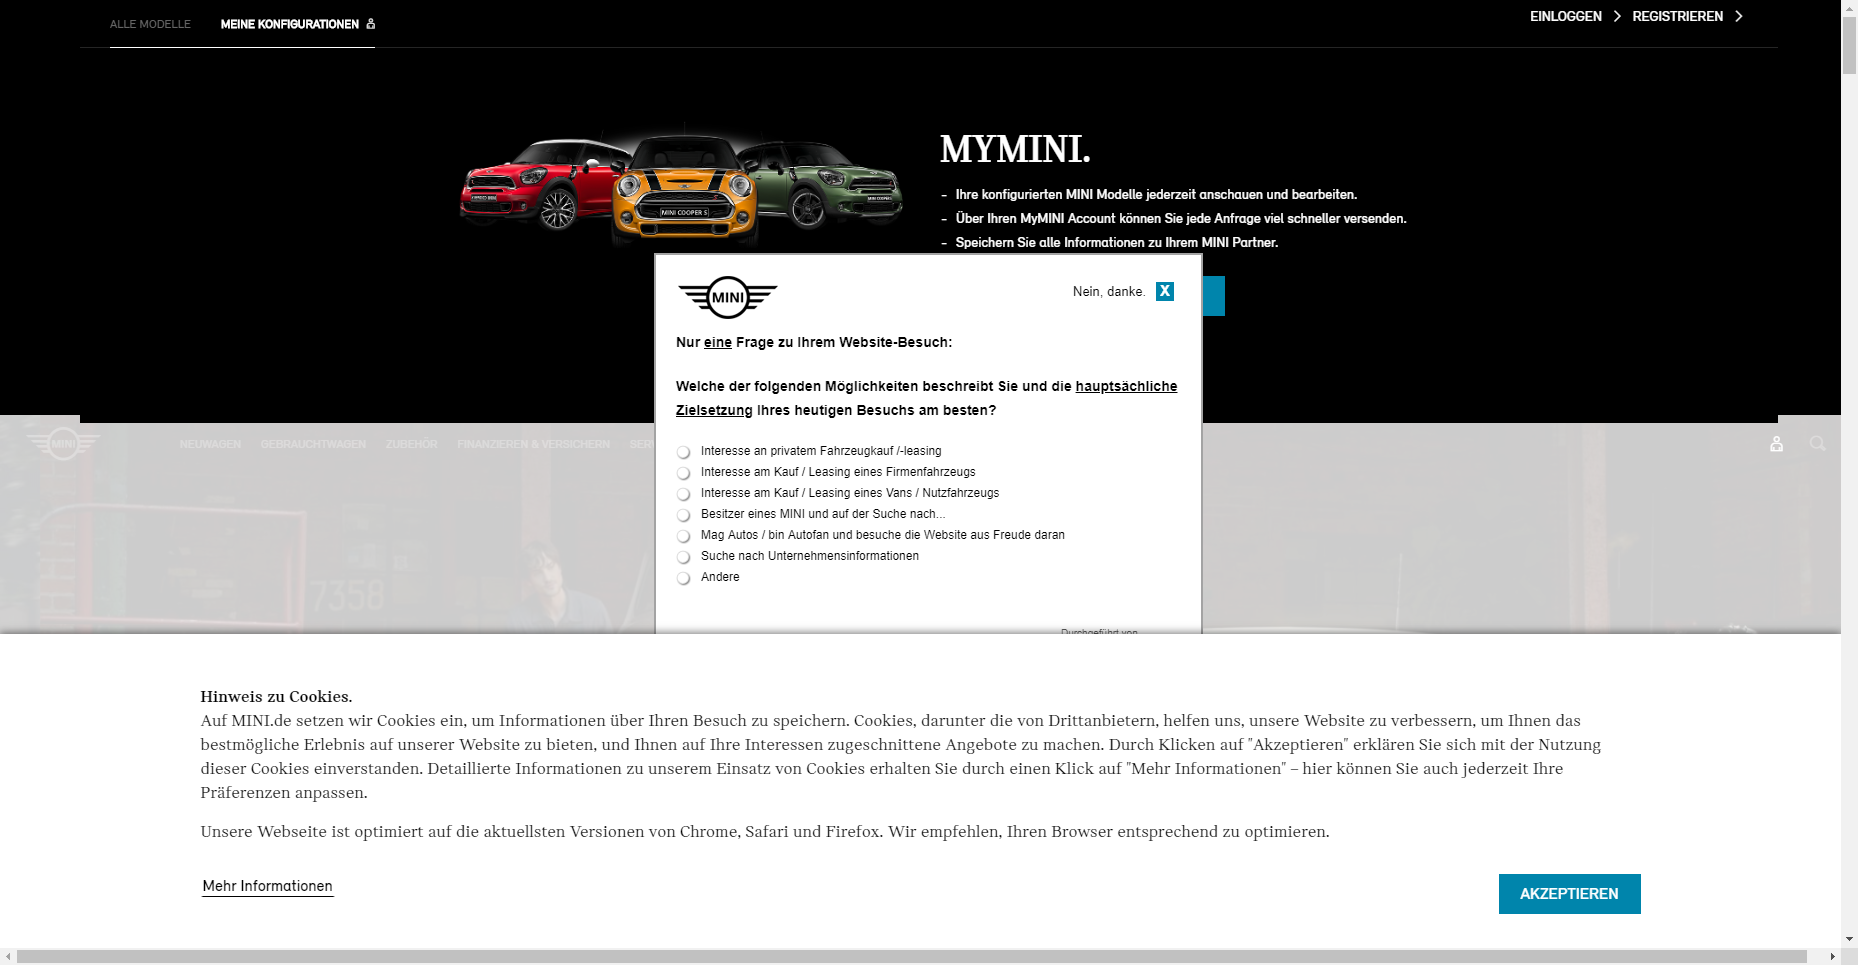 ALLE MODELLE
MEINE KONFIGURATIONEN
EINLOGGEN
REGISTRIEREN
MYMINI.
- Ihre konfigurierten MINI Modelle jederzeit anschauen und bearbeiten.
- Über Ihren MyMINI Account können Sie jede Anfrage viel schneller versenden.
- Speichern Sie alle Informationen zu Ihrem MINI Partner.
MINI COOPER S
MINI
Nein, danke. X
Nur eine Frage zu Ihrem Website-Besuch:
Welche der folgenden Möglichkeiten beschreibt Sie und die hauptsächliche
Zielsetzung Ihres heutigen Besuchs am besten?
Interesse an privatem Fahrzeugkauf /-leasing
Interesse am Kauf / Leasing eines Firmenfahrzeugs
Interesse am Kauf / Leasing eines Vans / Nutzfahrzeugs
Besitzer eines MINI und auf der Suche nach...
Mag Autos / bin Autofan und besuche die Website aus Freude daran
Suche nach Unternehmensinformationen
Andere
Durchgeführt von
MINI
NEUWAGEN GEBRAUCHTWAGEN ZUBEHÖR FINANZIEREN & VERSICHERN
7358
Hinweis zu Cookies.
Auf MINI.de setzen wir Cookies ein, um Informationen über Ihren Besuch zu speichern. Cookies, darunter die von Drittanbietern, helfen uns, unsere Website zu verbessern, um Ihnen das
bestmögliche Erlebnis auf unserer Website zu bieten, und Ihnen auf Ihre Interessen zugeschnittene Angebote zu machen. Durch Klicken auf "Akzeptieren" erklären Sie sich mit der Nutzung
dieser Cookies einverstanden. Detaillierte Informationen zu unserem Einsatz von Cookies erhalten Sie durch einen Klick auf "Mehr Informationen" – hier können Sie auch jederzeit Ihre
Präferenzen anpassen.
Unsere Webseite ist optimiert auf die aktuellsten Versionen von Chrome, Safari und Firefox. Wir empfehlen, Ihren Browser entsprechend zu optimieren.
Mehr Informationen
AKZEPTIEREN